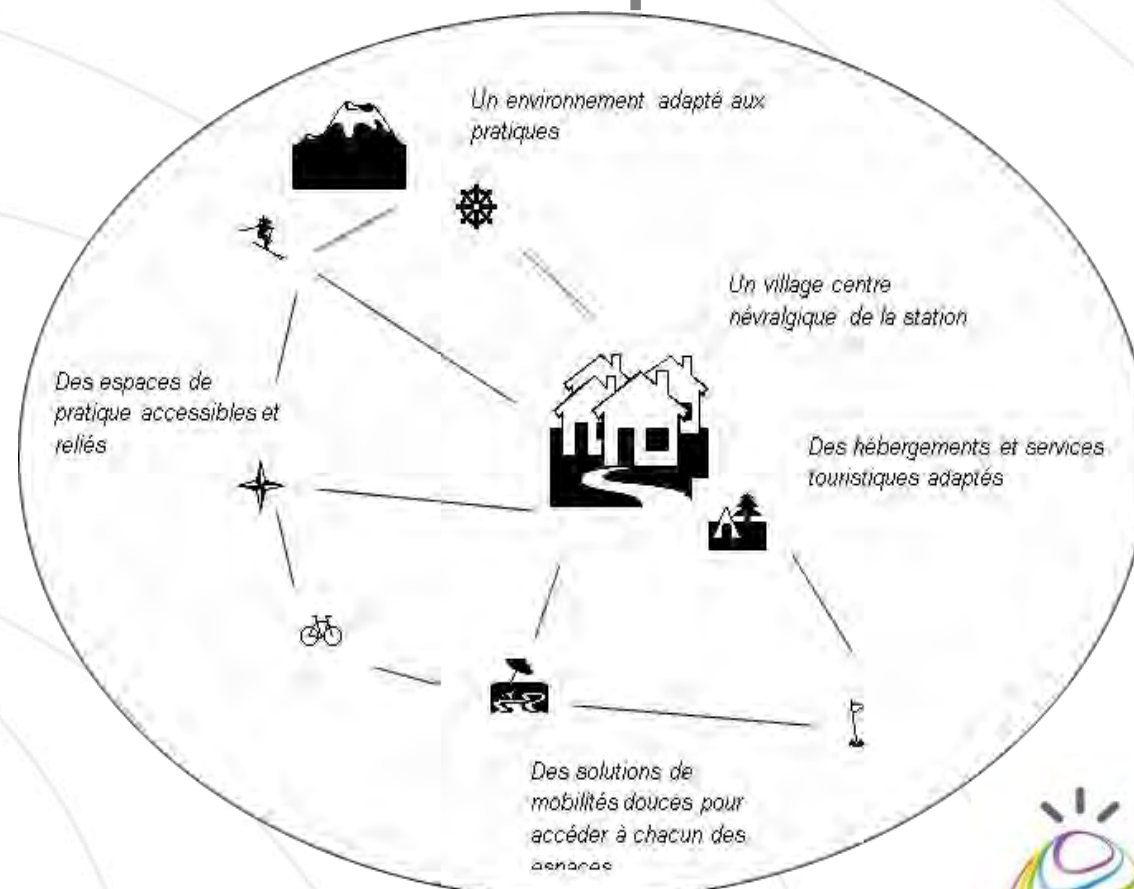 Un environnement adapté aux
pratiques
Un village centre
névralgique de la station
Des espaces de
pratique accessibles et
reliés
Des hébergements et services
touristiques adaptés
Des solutions de
mobilités douces pour
accéder à chacun des
espaces